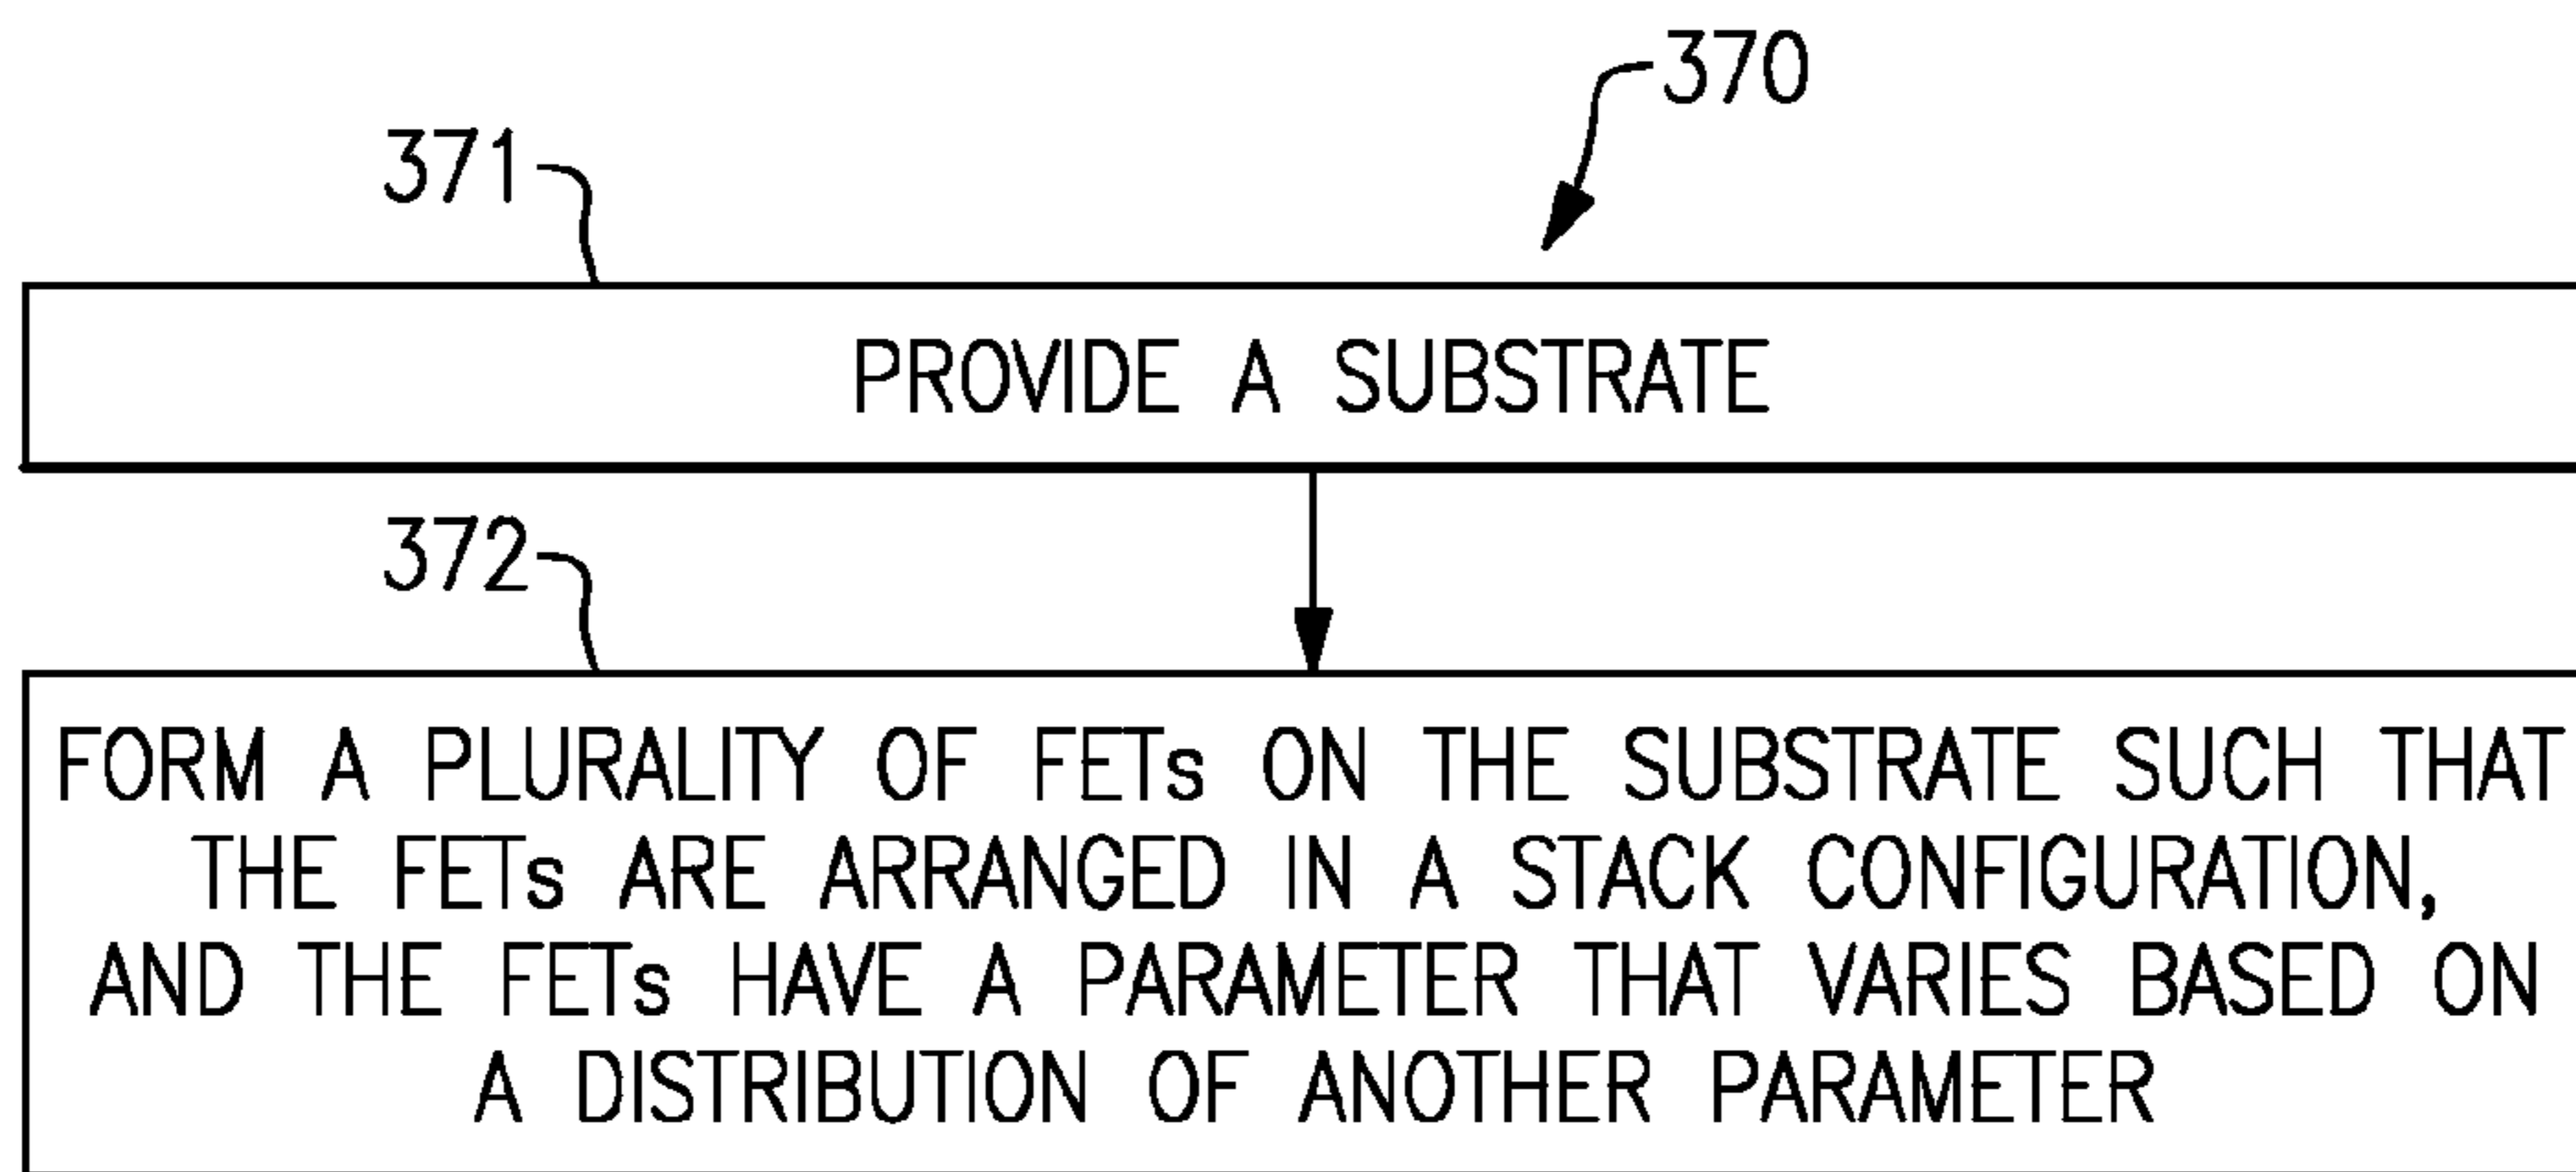 370
371
PROVIDE A SUBSTRATE
372
FORM A PLURALITY OF FETs ON THE SUBSTRATE SUCH THAT
THE FETs ARE ARRANGED IN A STACK CONFIGURATION,
AND THE FETs HAVE A PARAMETER THAT VARIES BASED ON
A DISTRIBUTION OF ANOTHER PARAMETER